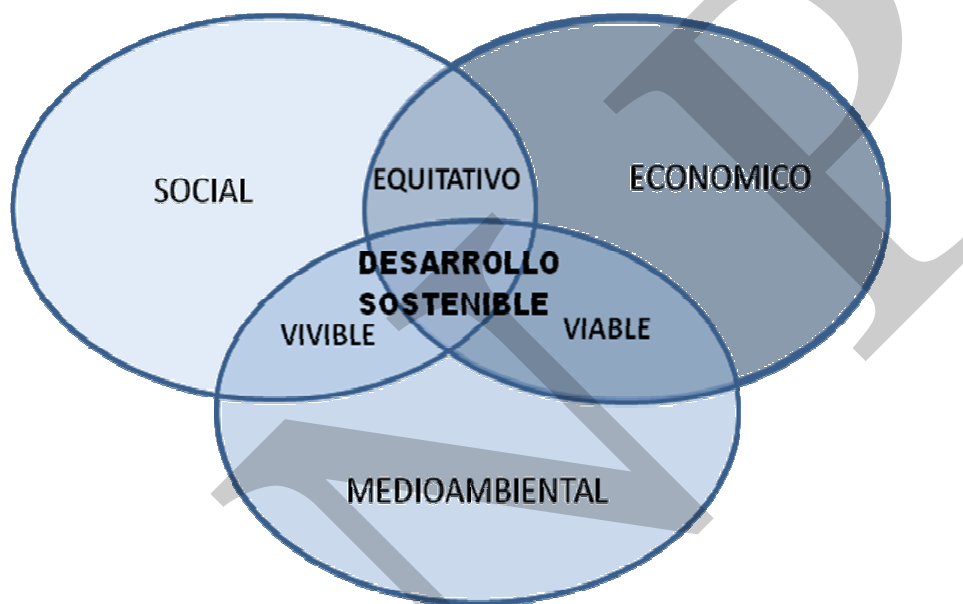 SOCIAL
EQUITATIVO
ECONOMICO
DESARROLLO
SOSTENIBLE
VIVIBLE
VIABLE
MEDIOAMBIENTAL